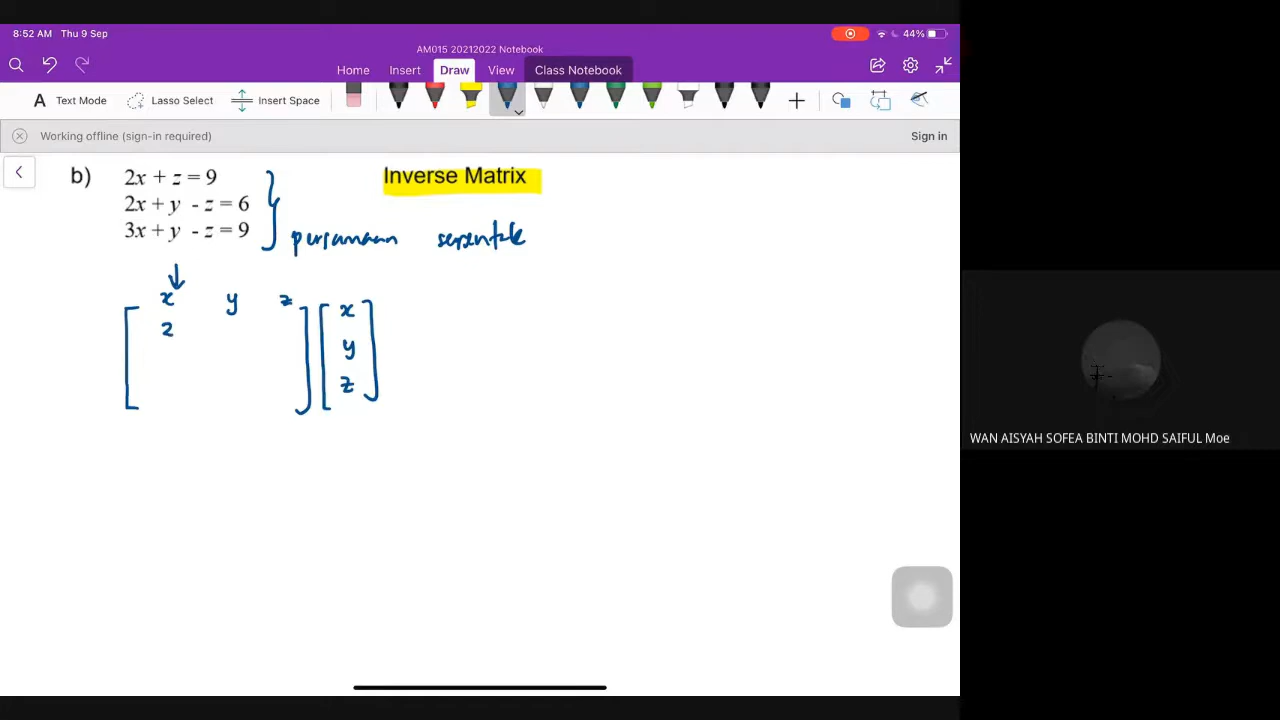 8:52 AM Thu 9 Sep
44%
AM015 20212022 Notebook
Home Insert Draw View Class Notebook
A Text Mode Lasso Select Insert Space
Working offline (sign-in required) Sign in
b) 2x + z = 9 Inverse Matrix
2x + y - z = 6
3x + y - z = 9
persamaan serentak
x y z x
2
y
z
WAN AISYAH SOFEA BINTI MOHD SAIFUL Moe